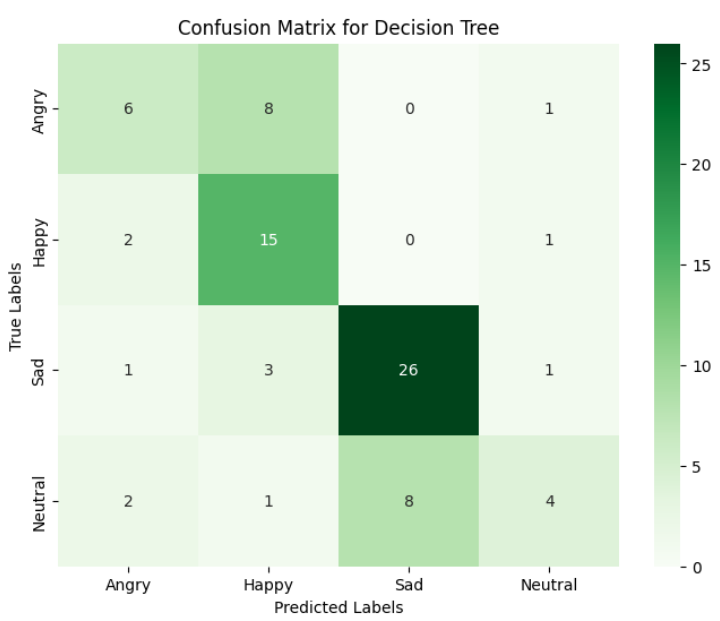 Confusion Matrix for Decision Tree
True Labels
Angry 6 8 0 1
Happy 2 15 0 1
Sad 1 3 26 1
Neutral 2 1 8 4
Angry Happy Sad Neutral
Predicted Labels
25
20
15
10
5
0